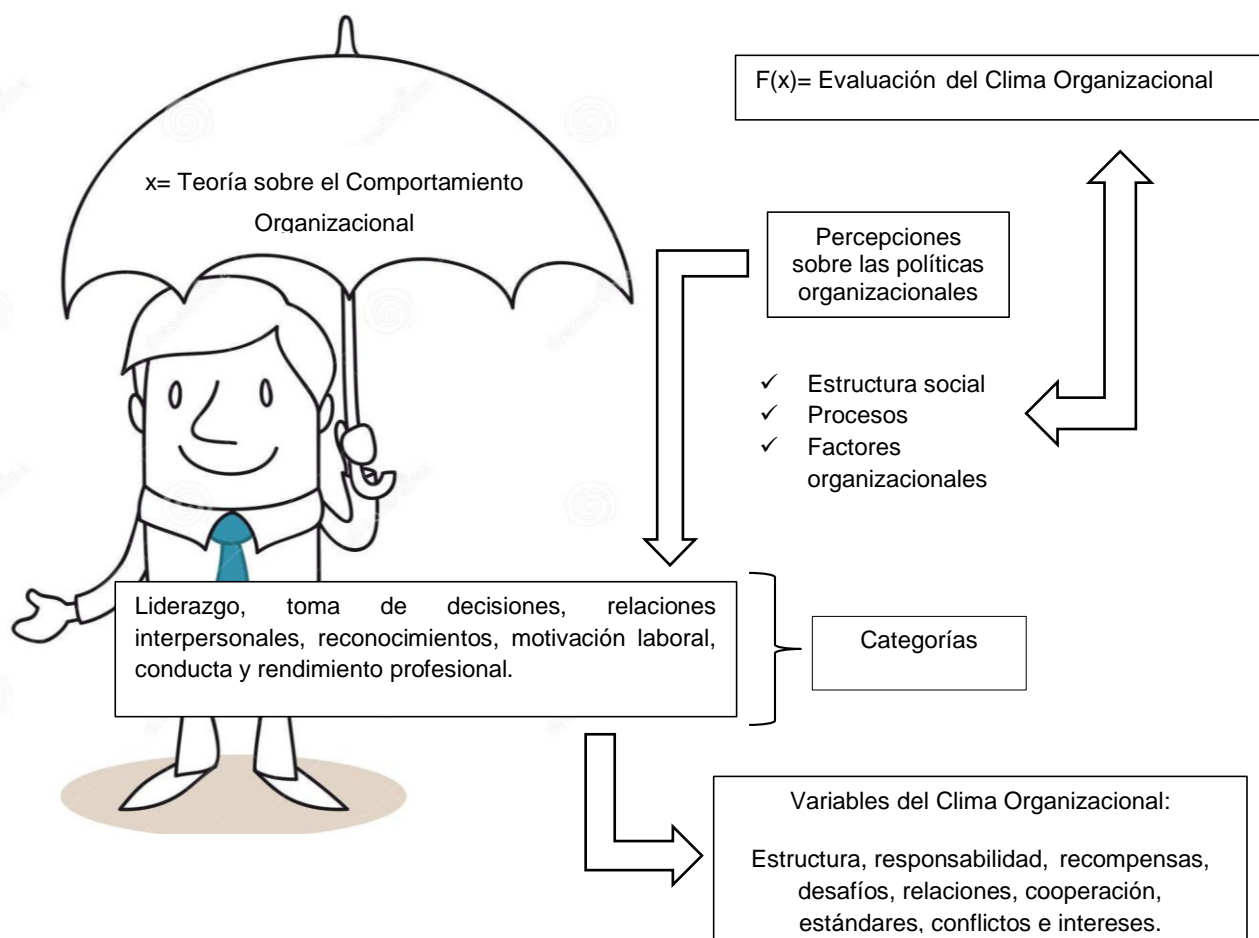 F(x)= Evaluación del Clima Organizacional
x= Teoría sobre el Comportamiento
Organizacional
Percepciones
sobre las políticas
organizacionales
✓ Estructura social
✓ Procesos
✓ Factores
organizacionales
Liderazgo, toma de decisiones, relaciones
interpersonales, reconocimientos, motivación laboral,
conducta y rendimiento profesional.
Categorías
Variables del Clima Organizacional:
Estructura, responsabilidad, recompensas,
desafíos, relaciones, cooperación,
estándares, conflictos e intereses.